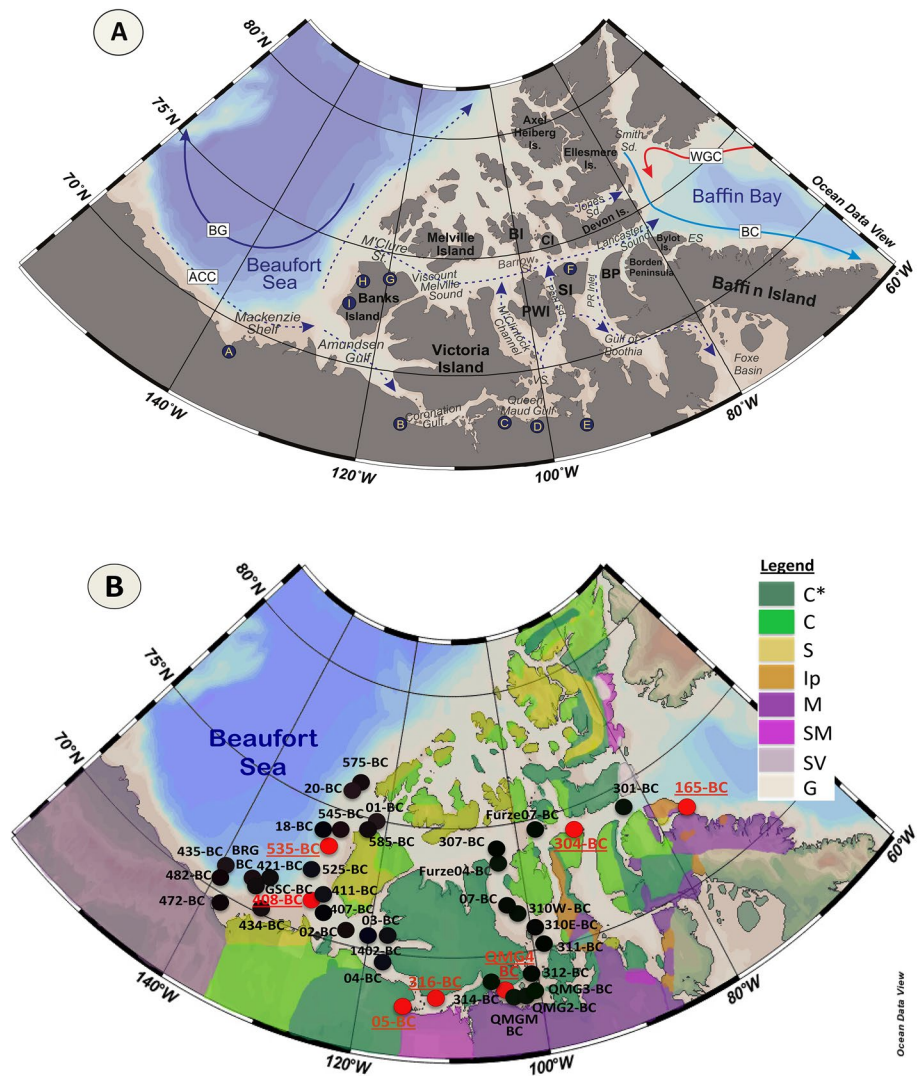 A
80°N
75°N
70°N
Axel
Heiberg
Is.
Ellesmere
Is.
Smith
Sd.
WGC
Ocean Data View
Baffin Bay
BG
Jones
Sd.
Devon Is.
BC
M'Clure
St.
Melville
Island
BI
CI
Lancaster
Sound
Bylot
Is.
ES
60°W
Beaufort
Sea
ACC
Barrow
St.
Viscount
Melville
Sound
H
G
F
I
Banks
Island
SI
BP
Borden
Peninsula
Baffin Island
PWI
Peel Sd.
PR Inlet
M'Clintock
Channel
Mackenzie
Shelf
A
Amundsen
Gulf
Victoria
Island
Gulf of
Boothia
Foxe
Basin
VS
140°W
80°W
B
Coronation
Gulf
Queen
Maud Gulf
C
D
E
120°W
100°W
B
Legend
C*
C
S
Ip
M
SM
SV
G
80°N
75°N
70°N
Beaufort
Sea
575-BC
20-BC
01-BC
545-BC
18-BC
585-BC
535-BC
301-BC
165-BC
Furze07-BC
304-BC
307-BC
Furze04-BC
435-BC
BRG
BC
421-BC
525-BC
482-BC
GSC-BC
411-BC
472-BC
408-BC
407-BC
434-BC
02-BC
03-BC
1402-BC
04-BC
07-BC
310W-BC
310E-BC
311-BC
60°W
QMG4
BC
316-BC
312-BC
314-BC
QMG3-BC
QMG2-BC
QMGM
BC
05-BC
140°W
80°W
120°W
100°W
Ocean Data View